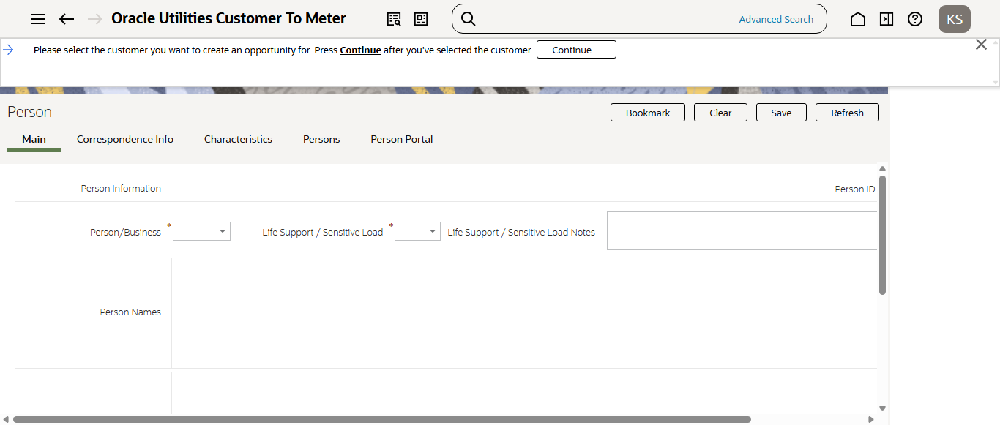 Oracle Utilities Customer To Meter
Advanced Search
KS
Please select the customer you want to create an opportunity for. Press Continue after you've selected the customer. Continue ...
Person
Bookmark Clear Save Refresh
Main Correspondence Info Characteristics Persons Person Portal
Person Information Person ID
Person/Business * Life Support / Sensitive Load * Life Support / Sensitive Load Notes
Person Names